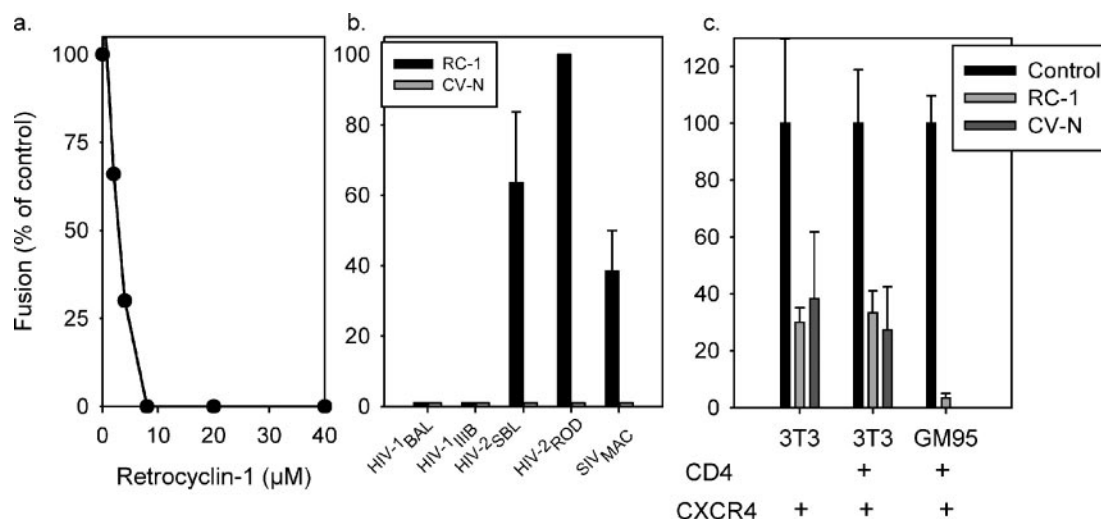 a.
Fusion (% of control)
100
75
50
25
0
0 10 20 30 40
Retrocyclin-1 (µM)
b.
RC-1
CV-N
100
80
60
40
20
0
HIV-1BAL
HIV-1IIIB
HIV-2SBL
HIV-2ROD
SIVMAC
c.
Control
RC-1
CV-N
120
100
80
60
40
20
0
3T3 3T3 GM95
CD4 + +
CXCR4 + + +